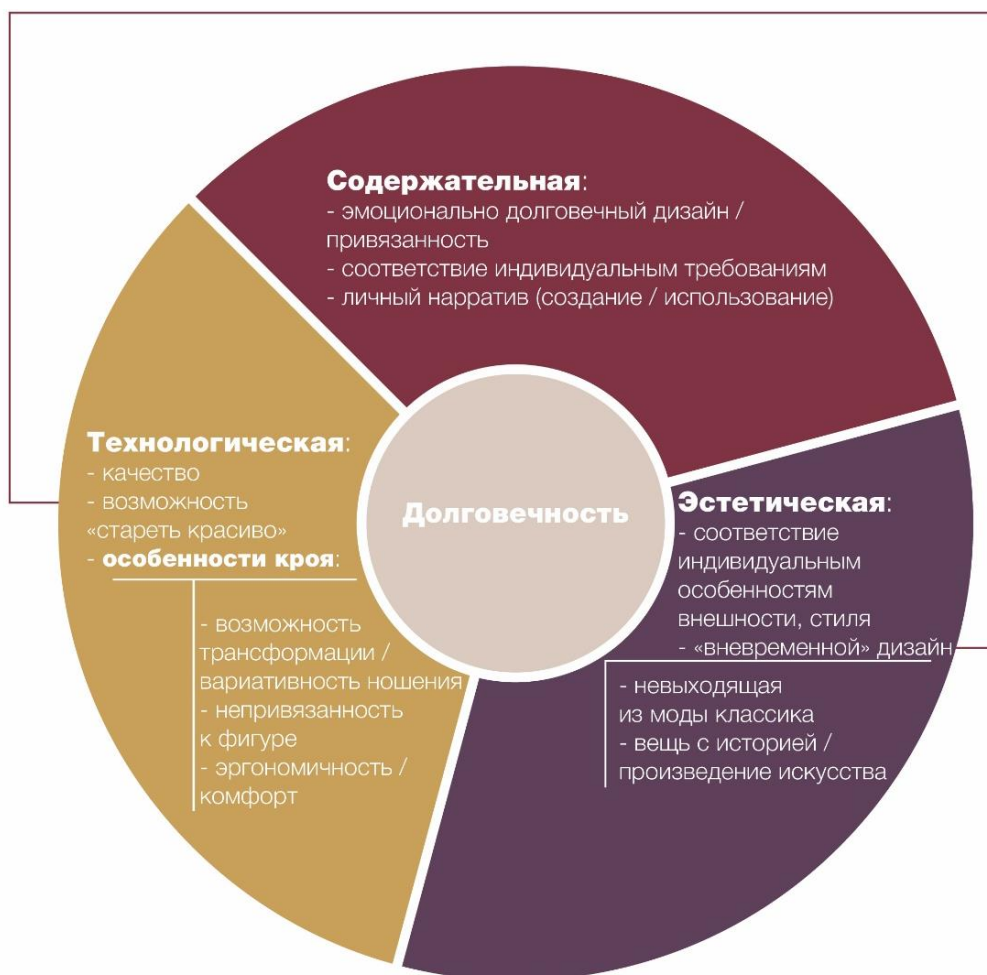 Содержательная:
- эмоционально долговечный дизайн /
привязанность
- соответствие индивидуальным требованиям
- личный нарратив (создание / использование)
Технологическая:
- качество
- возможность
«стареть красиво»
- особенности кроя:
- возможность
трансформации /
вариативность ношения
- непривязанность
к фигуре
- эргономичность /
комфорт
Долговечность
Эстетическая:
- соответствие
индивидуальным
особенностям
внешности, стиля
- «вневременной» дизайн
- невыходящая
из моды классика
- вещь с историей /
произведение искусства